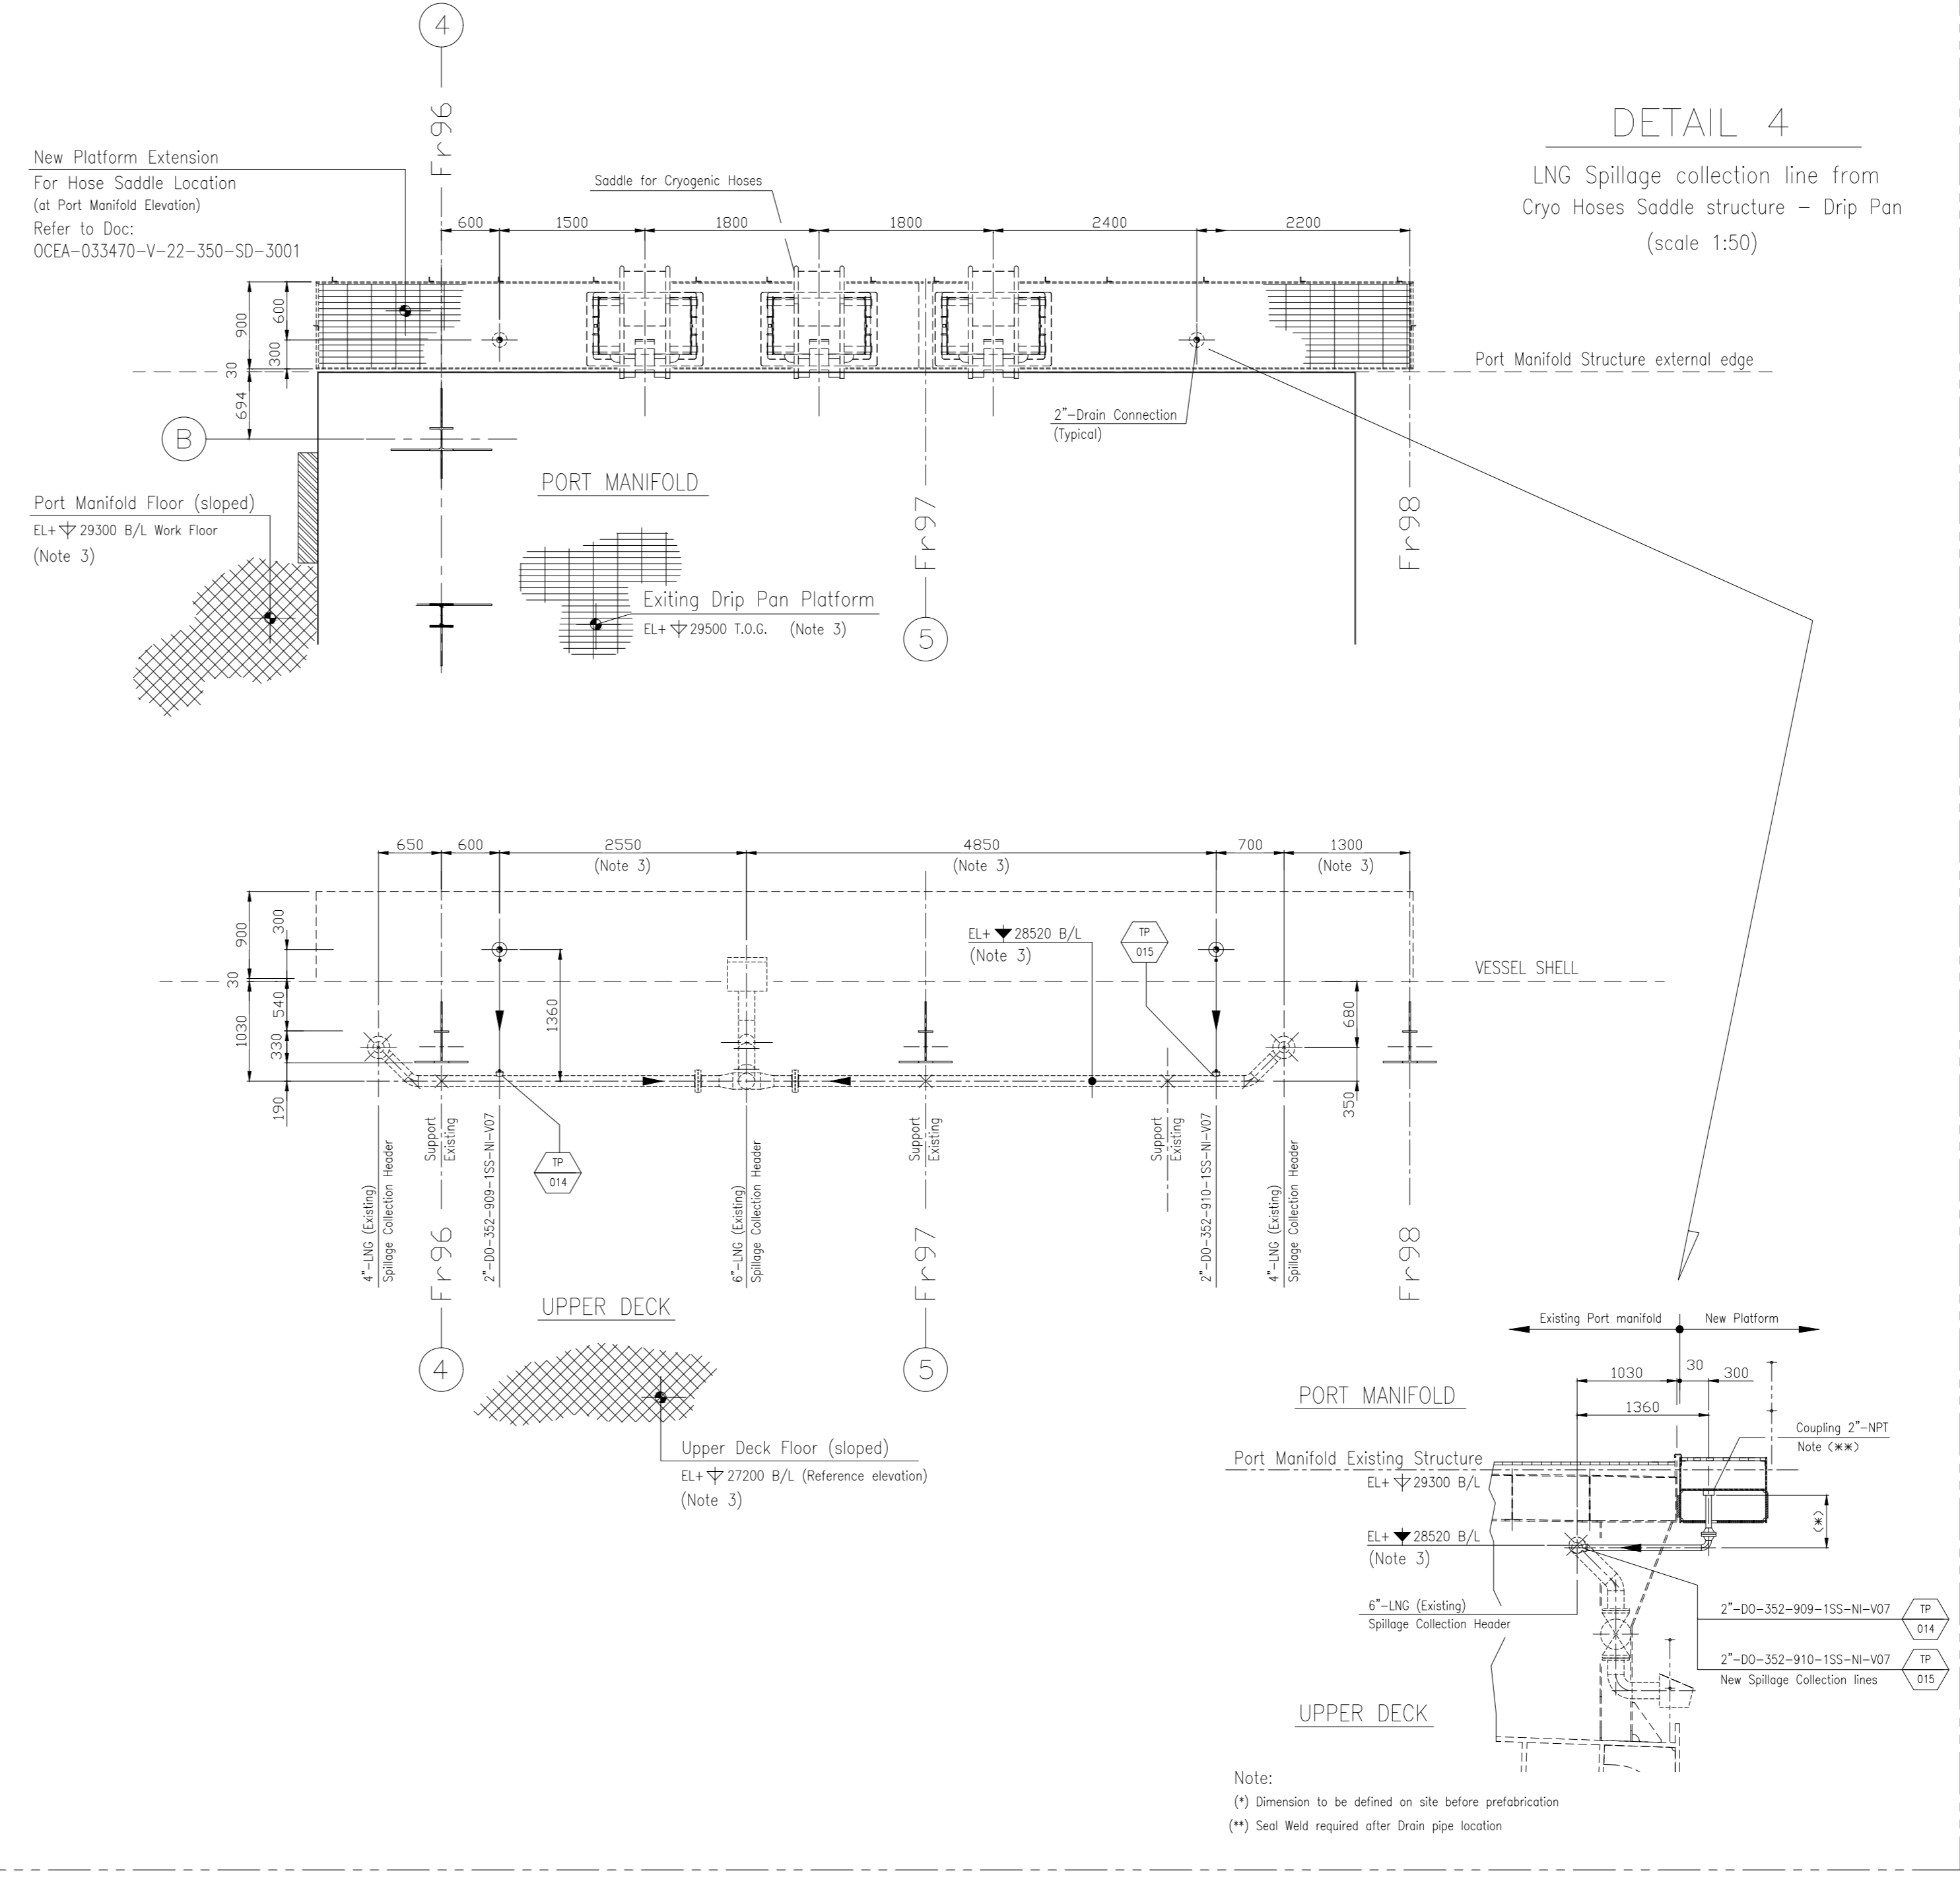 4
Fr96
DETAIL 4
LNG Spillage collection line from
Cryo Hoses Saddle structure – Drip Pan
(scale 1:50)
New Platform Extension
For Hose Saddle Location
(at Port Manifold Elevation)
Refer to Doc:
OCEA-033470-V-22-350-SD-3001
Saddle for Cryogenic Hoses
600
1500
1800
1800
2400
2200
900
600
300
30
694
Port Manifold Structure external edge
2"-Drain Connection
(Typical)
B
PORT MANIFOLD
Port Manifold Floor (sloped)
EL+ 29300 B/L Work Floor
(Note 3)
Exiting Drip Pan Platform
EL+ 29500 T.O.G. (Note 3)
Fr97
5
Fr98
650
600
2550
(Note 3)
4850
(Note 3)
700
1300
(Note 3)
900
300
30
540
1030
330
190
1360
EL+ 28520 B/L
(Note 3)
TP
015
VESSEL SHELL
680
350
TP
014
4"-LNG (Existing)
Spillage Collection Header
Support
Existing
Fr96
2"-DO-352-909-1SS-NI-V07
6"-LNG (Existing)
Spillage Collection Header
Support
Existing
Fr97
Support
Existing
2"-DO-352-910-1SS-NI-V07
4"-LNG (Existing)
Spillage Collection Header
Fr98
UPPER DECK
4
5
Upper Deck Floor (sloped)
EL+ 27200 B/L (Reference elevation)
(Note 3)
Existing Port manifold
New Platform
1030
30
300
1360
PORT MANIFOLD
Coupling 2"-NPT
Note (**)
Port Manifold Existing Structure
EL+ 29300 B/L
(*)
EL+ 28520 B/L
(Note 3)
6"-LNG (Existing)
Spillage Collection Header
2"-DO-352-909-1SS-NI-V07
TP
014
2"-DO-352-910-1SS-NI-V07
New Spillage Collection lines
TP
015
UPPER DECK
Note:
(*) Dimension to be defined on site before prefabrication
(**) Seal Weld required after Drain pipe location